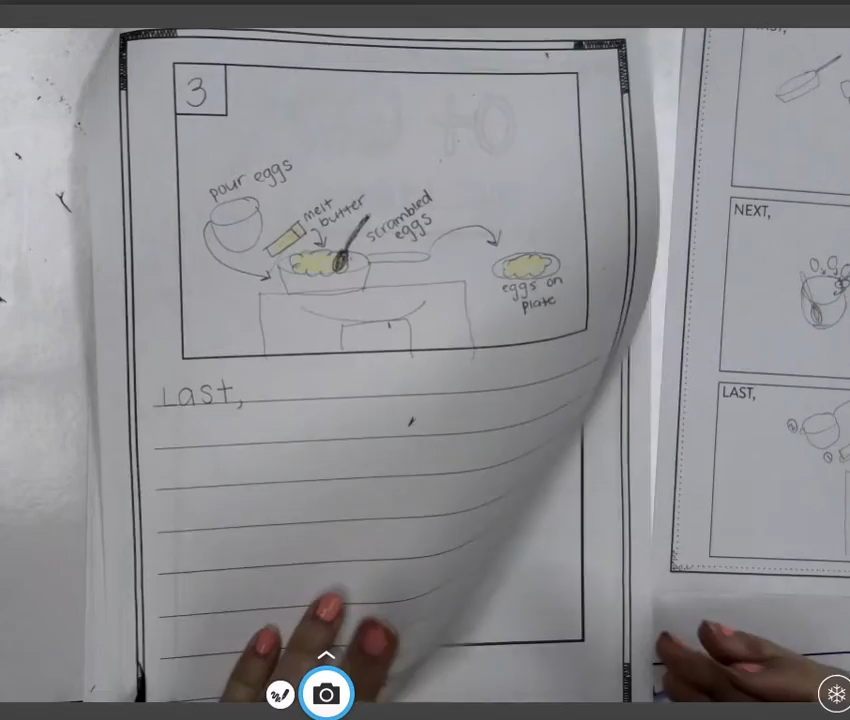 3
pour eggs
melt
butter
scrambled
eggs
eggs on
plate
Last,
NEXT,
LAST,